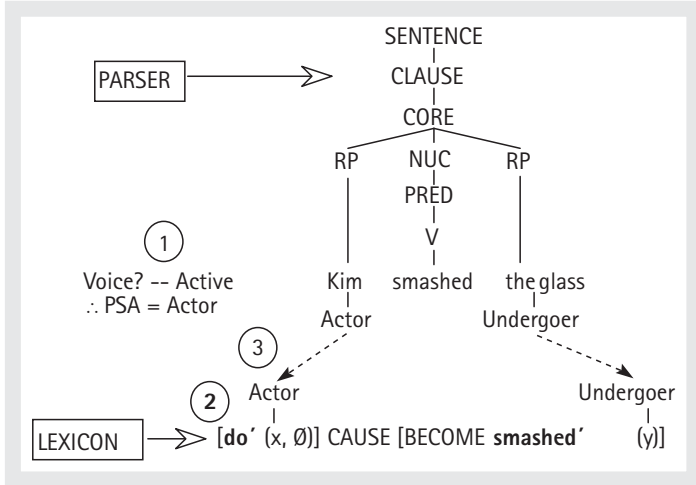 SENTENCE
PARSER
CLAUSE
CORE
RP NUC RP
PRED
1
V
Voice? -- Active
∴ PSA = Actor
Kim smashed the glass
Actor Undergoer
3
Actor Undergoer
2
LEXICON
[do′ (x, Ø)] CAUSE [BECOME smashed′ (y)]